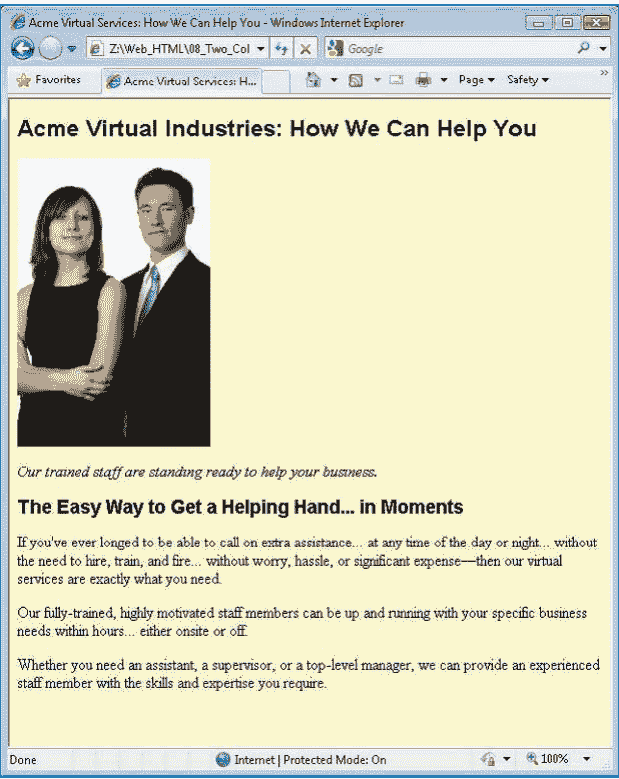 Acme Virtual Services: How We Can Help You - Windows Internet Explorer
Z:\Web_HTML\08_Two_Col
Google
Favorites
Acme Virtual Services: H...
Page
Safety
»
Acme Virtual Industries: How We Can Help You
Our trained staff are standing ready to help your business.
The Easy Way to Get a Helping Hand... in Moments
If you've ever longed to be able to call on extra assistance... at any time of the day or night... without
the need to hire, train, and fire... without worry, hassle, or significant expense—then our virtual
services are exactly what you need.
Our fully-trained, highly motivated staff members can be up and running with your specific business
needs within hours... either onsite or off.
Whether you need an assistant, a supervisor, or a top-level manager, we can provide an experienced
staff member with the skills and expertise you require.
Done
Internet | Protected Mode: On
100%